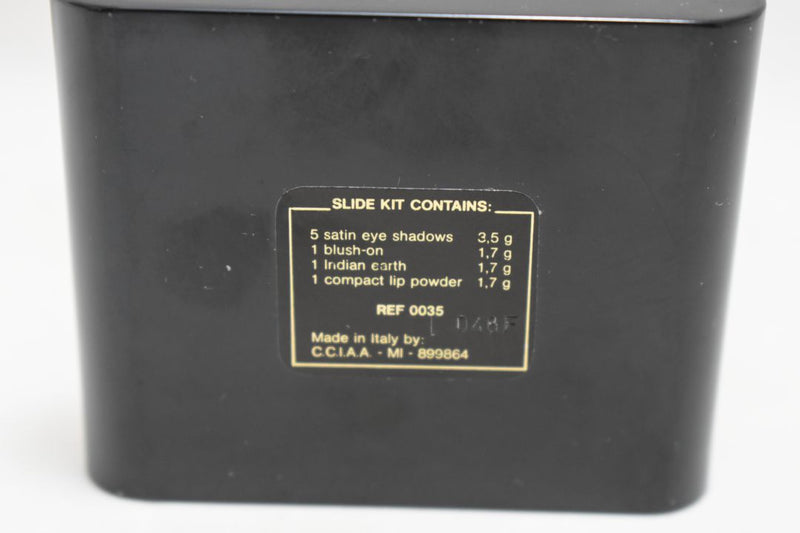 SLIDE KIT CONTAINS:
5 satin eye shadows 3,5 g
1 blush-on 1,7 g
1 Indian earth 1,7 g
1 compact lip powder 1,7 g
REF 0035
048F
Made in Italy by:
C.C.I.A.A. - MI - 899864